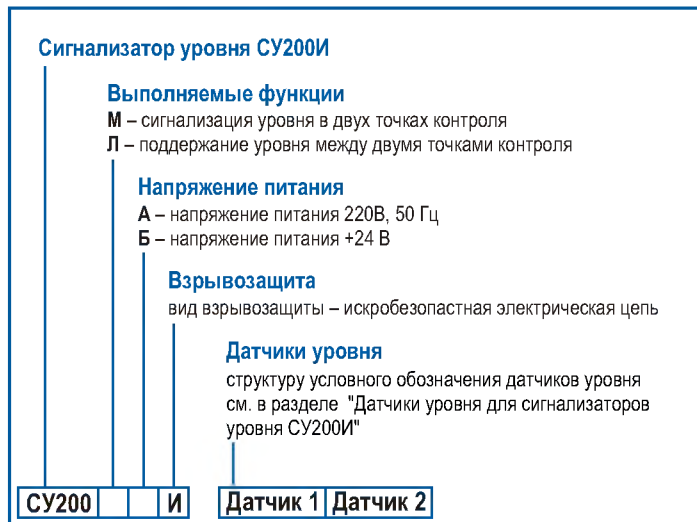 Сигнализатор уровня СУ200И
Выполняемые функции
М – сигнализация уровня в двух точках контроля
Л – поддержание уровня между двумя точками контроля
Напряжение питания
А – напряжение питания 220В, 50 Гц
Б – напряжение питания +24 В
Взрывозащита
вид взрывозащиты – искробезопастная электрическая цепь
Датчики уровня
структуру условного обозначения датчиков уровня
см. в разделе "Датчики уровня для сигнализаторов
уровня СУ200И"
СУ200 И Датчик 1 Датчик 2